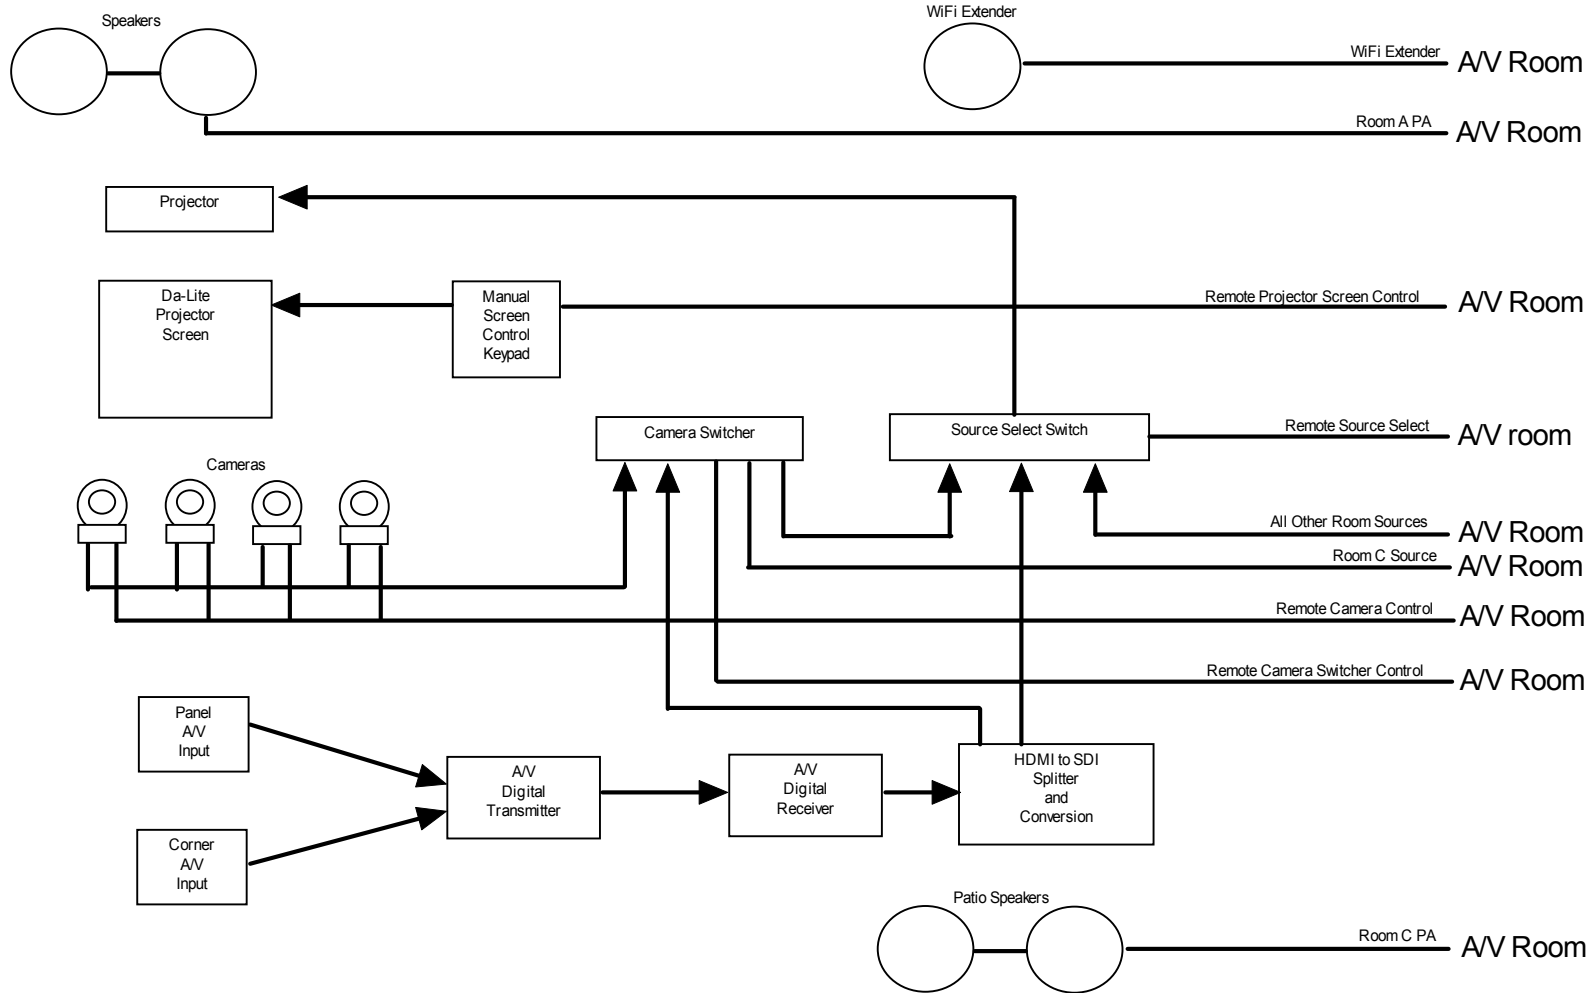 Speakers
WiFi Extender
WiFi Extender
A/V Room
Room A PA
A/V Room
Projector
Da-Lite
Projector
Screen
Manual
Screen
Control
Keypad
Remote Projector Screen Control
A/V Room
Camera Switcher
Source Select Switch
Remote Source Select
A/V room
Cameras
All Other Room Sources
A/V Room
Room C Source
A/V Room
Remote Camera Control
A/V Room
Remote Camera Switcher Control
A/V Room
Panel
A/V
Input
A/V
Digital
Transmitter
A/V
Digital
Receiver
HDMI to SDI
Splitter
and
Conversion
Corner
A/V
Input
Patio Speakers
Room C PA
A/V Room